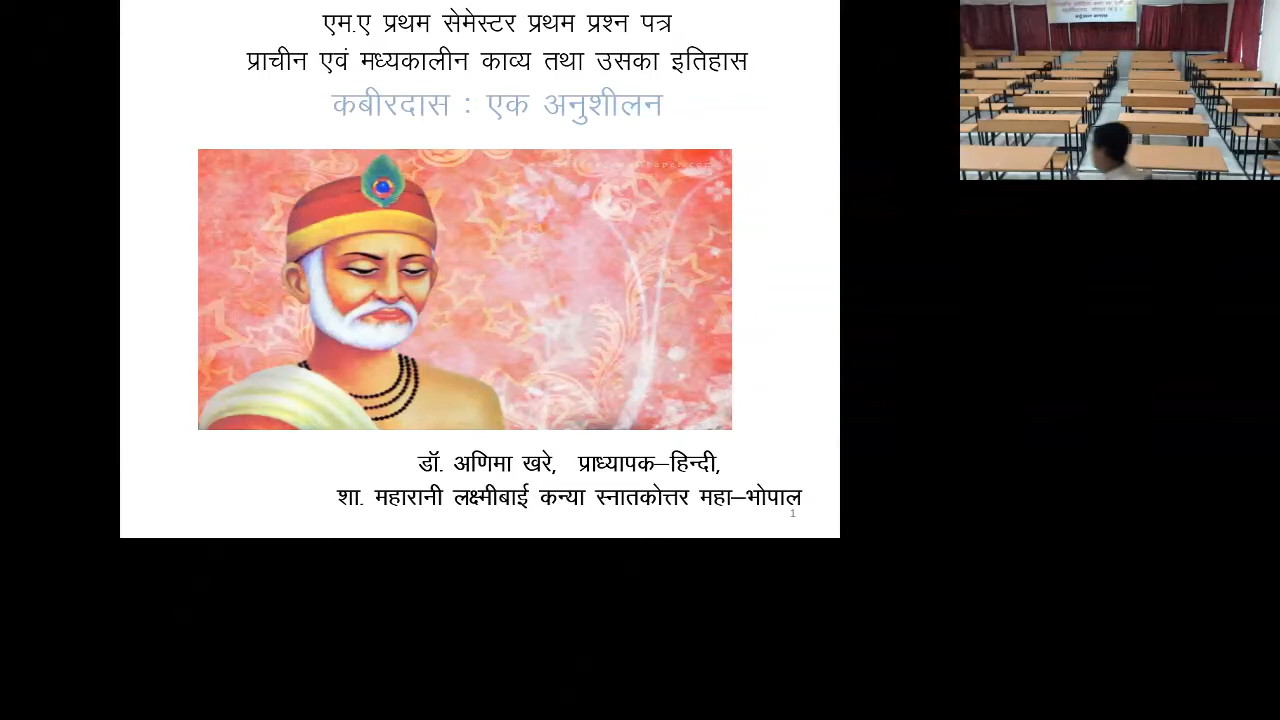 एम.ए प्रथम सेमेस्टर प्रथम प्रश्न पत्र
प्राचीन एवं मध्यकालीन काव्य तथा उसका इतिहास
कबीरदास : एक अनुशीलन
डॉ. अणिमा खरे, प्राध्यापक–हिन्दी,
शा. महारानी लक्ष्मीबाई कन्या स्नातकोत्तर महा–भोपाल
1